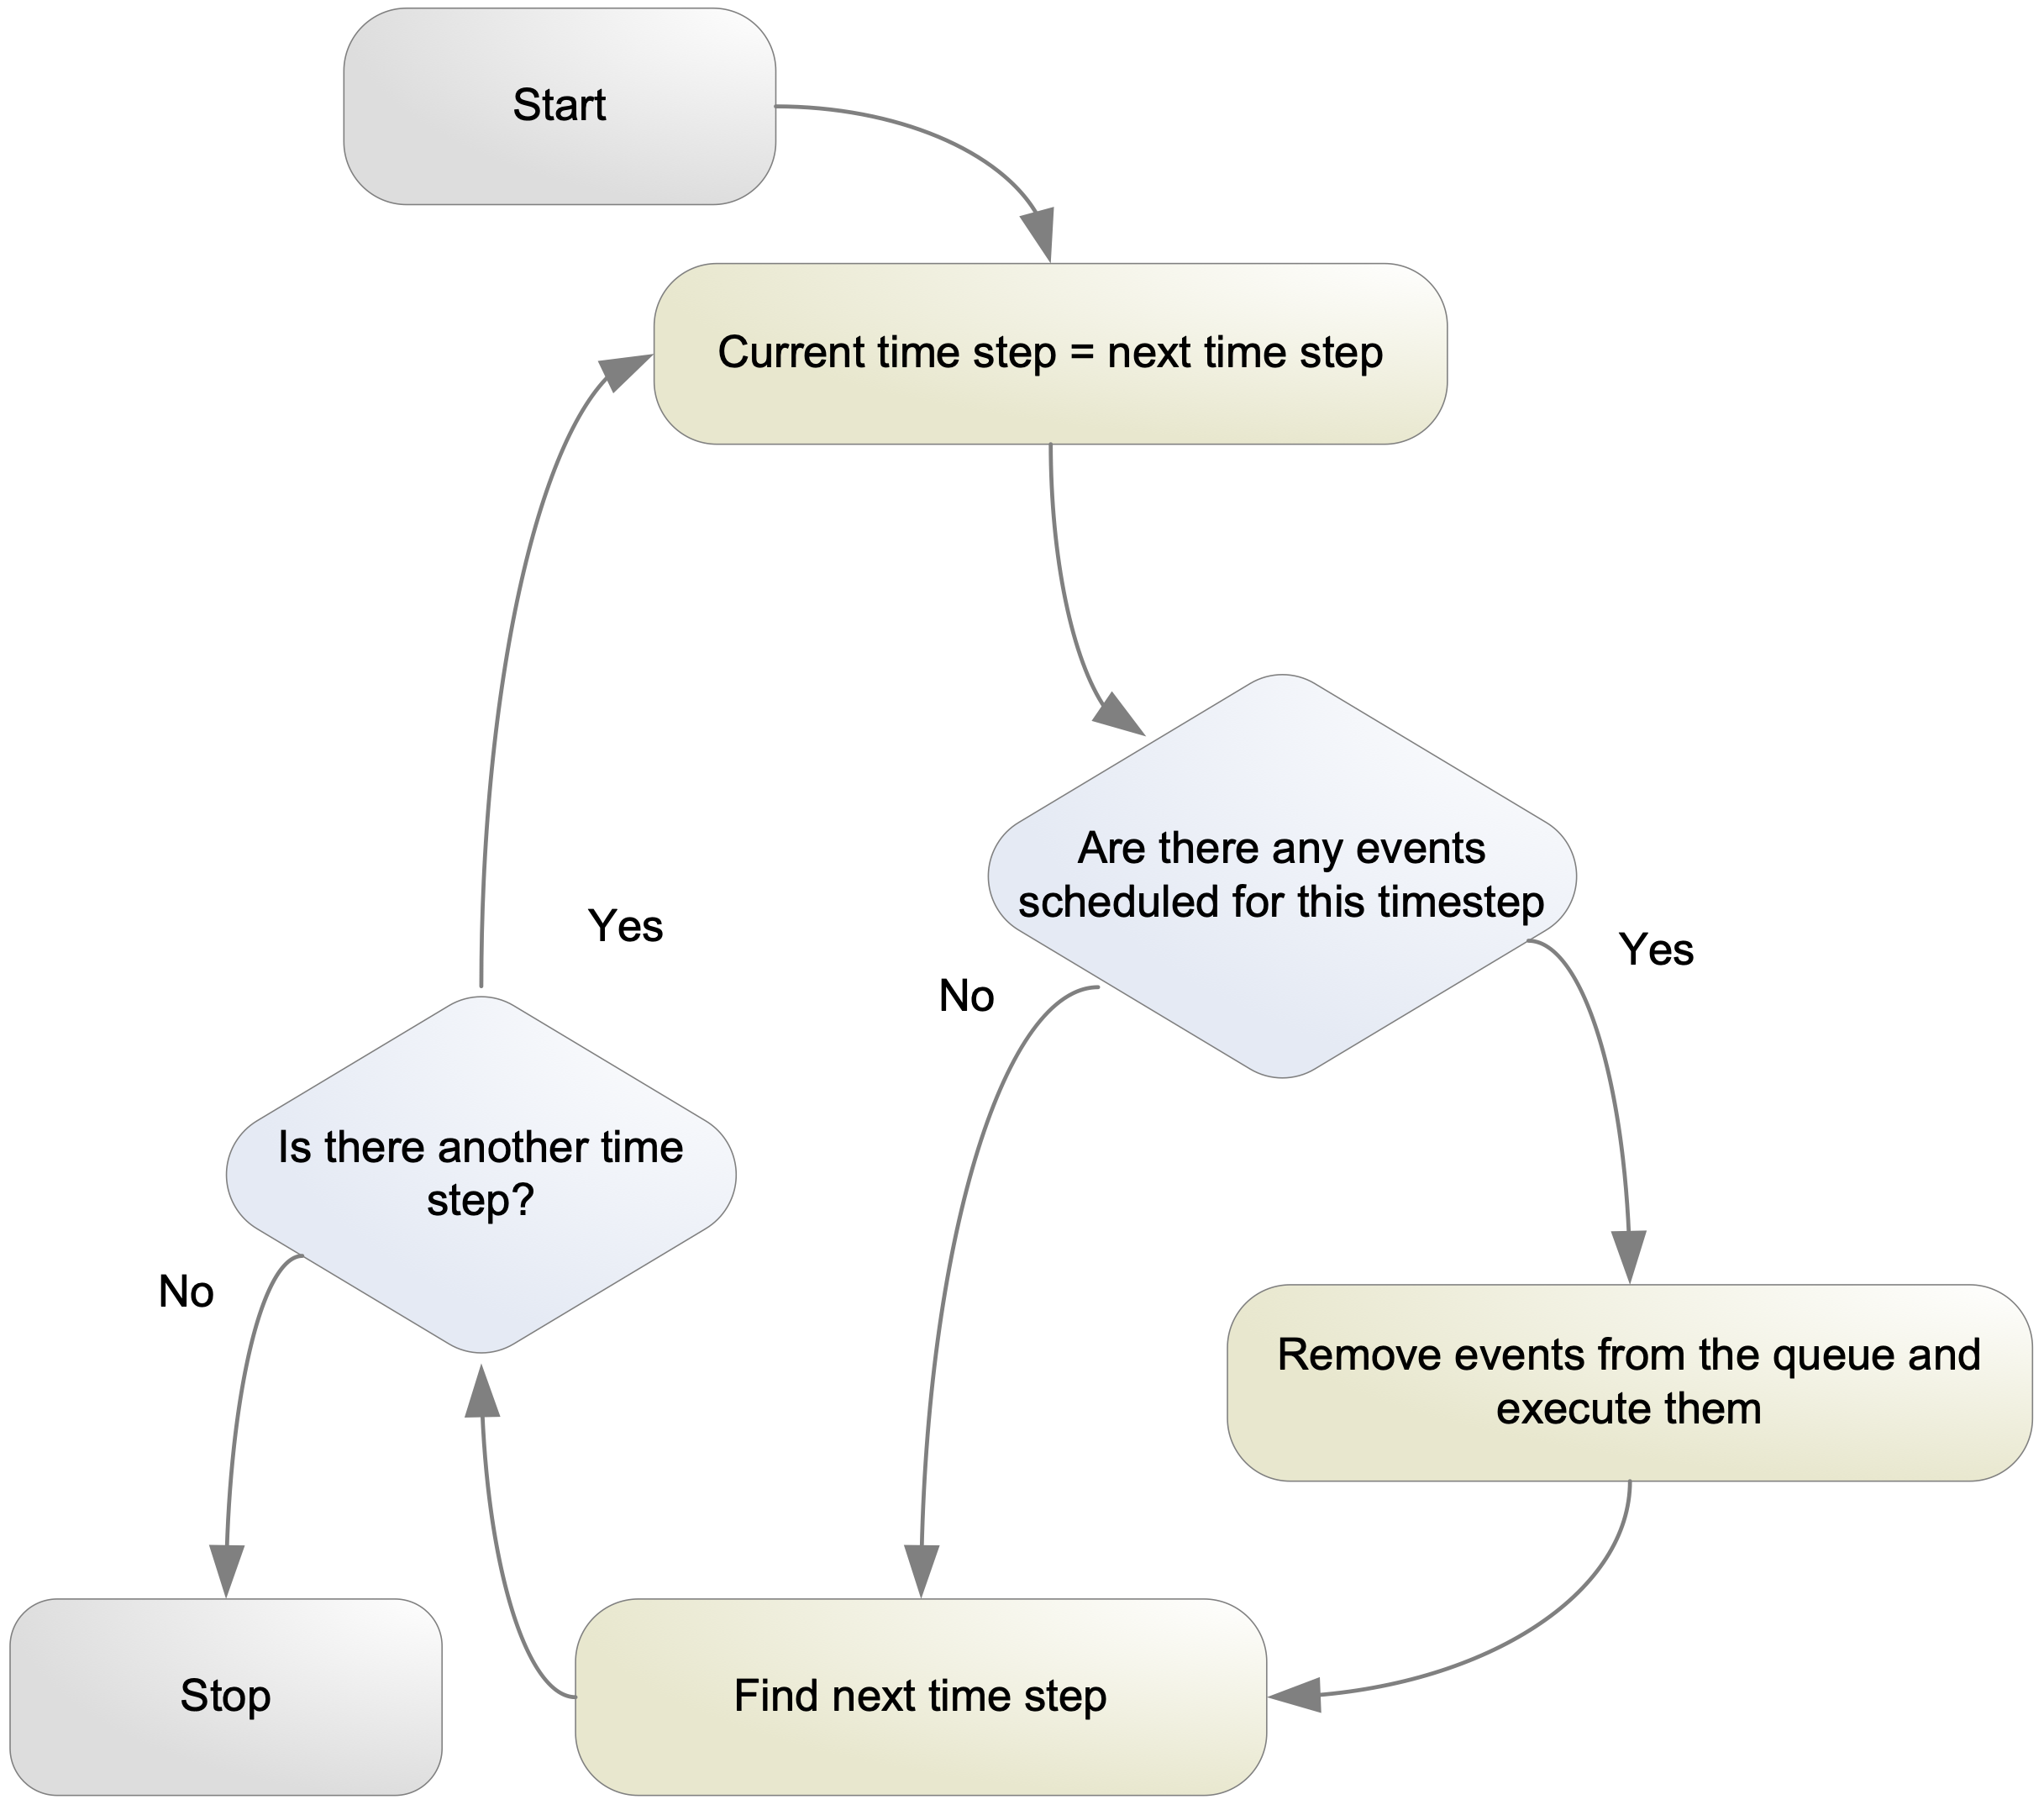 Start
Current time step = next time step
Are there any events
scheduled for this timestep
Yes
Yes
No
Is there another time
step?
No
Remove events from the queue and
execute them
Stop
Find next time step